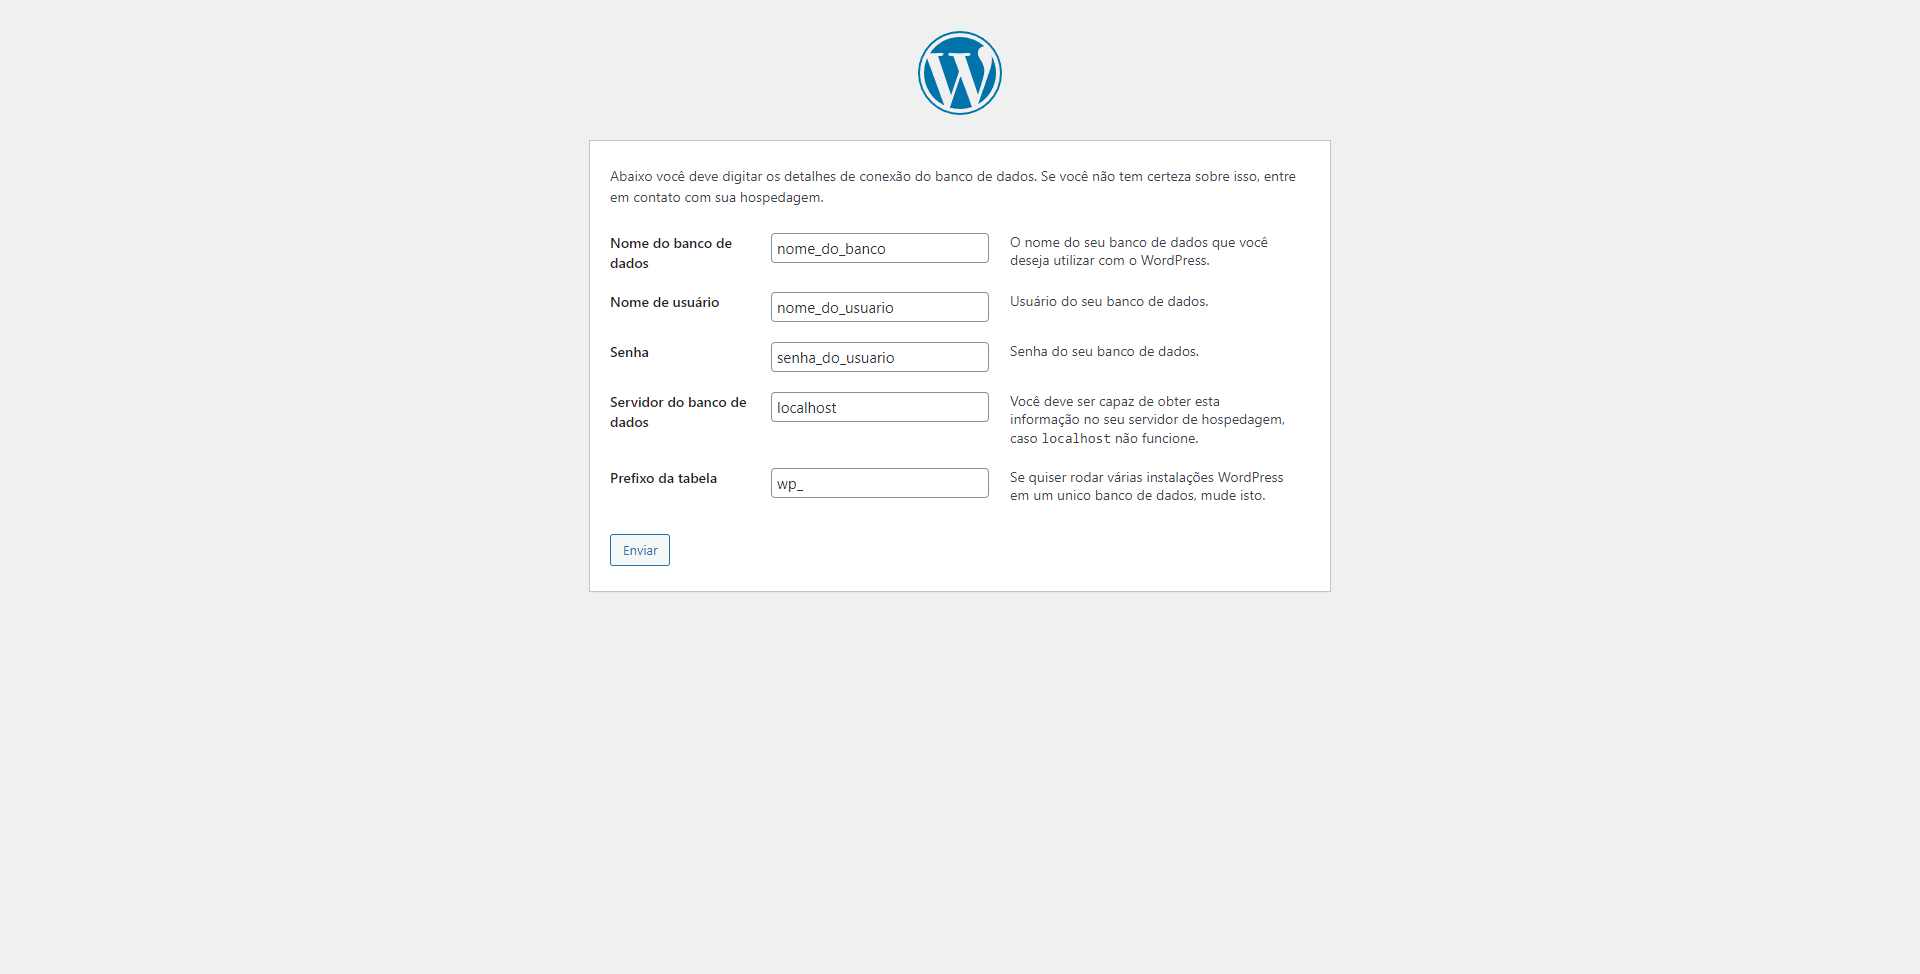 Abaixo você deve digitar os detalhes de conexão do banco de dados. Se você não tem certeza sobre isso, entre
em contato com sua hospedagem.
Nome do banco de
dados
nome_do_banco
O nome do seu banco de dados que você
deseja utilizar com o WordPress.
Nome de usuário
nome_do_usuario
Usuário do seu banco de dados.
Senha
senha_do_usuario
Senha do seu banco de dados.
Servidor do banco de
dados
localhost
Você deve ser capaz de obter esta
informação no seu servidor de hospedagem,
caso localhost não funcione.
Prefixo da tabela
wp_
Se quiser rodar várias instalações WordPress
em um unico banco de dados, mude isto.
Enviar